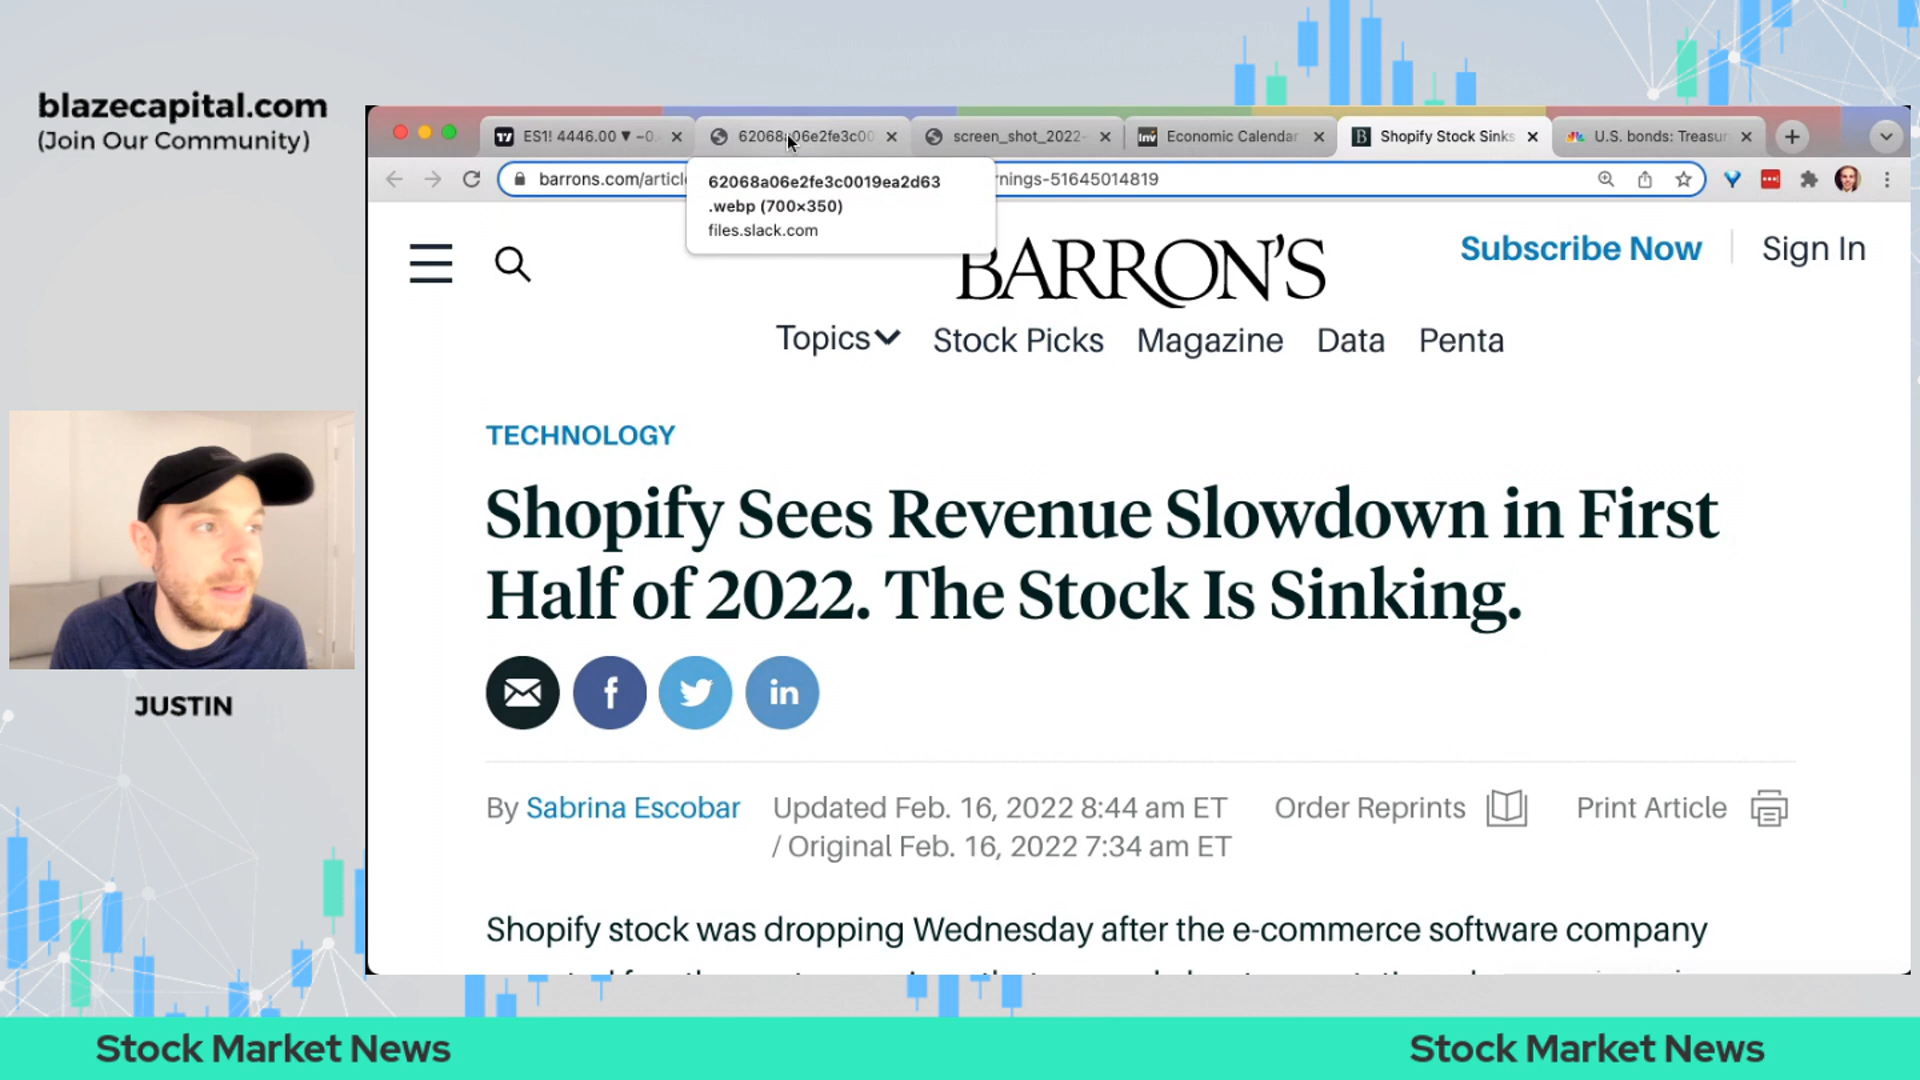 blazecapital.com
(Join Our Community)
ES1! 4446.00 ▼ −0.
62068a06e2fe3c00
screen_shot_2022-
Economic Calendar
Shopify Stock Sinks
U.S. bonds: Treasur
barrons.com/article
nings-51645014819
62068a06e2fe3c0019ea2d63
.webp (700×350)
files.slack.com
BARRON'S
Subscribe Now
Sign In
Topics
Stock Picks
Magazine
Data
Penta
TECHNOLOGY
Shopify Sees Revenue Slowdown in First
Half of 2022. The Stock Is Sinking.
By Sabrina Escobar
Updated Feb. 16, 2022 8:44 am ET
/ Original Feb. 16, 2022 7:34 am ET
Order Reprints
Print Article
Shopify stock was dropping Wednesday after the e-commerce software company
JUSTIN
Stock Market News
Stock Market News